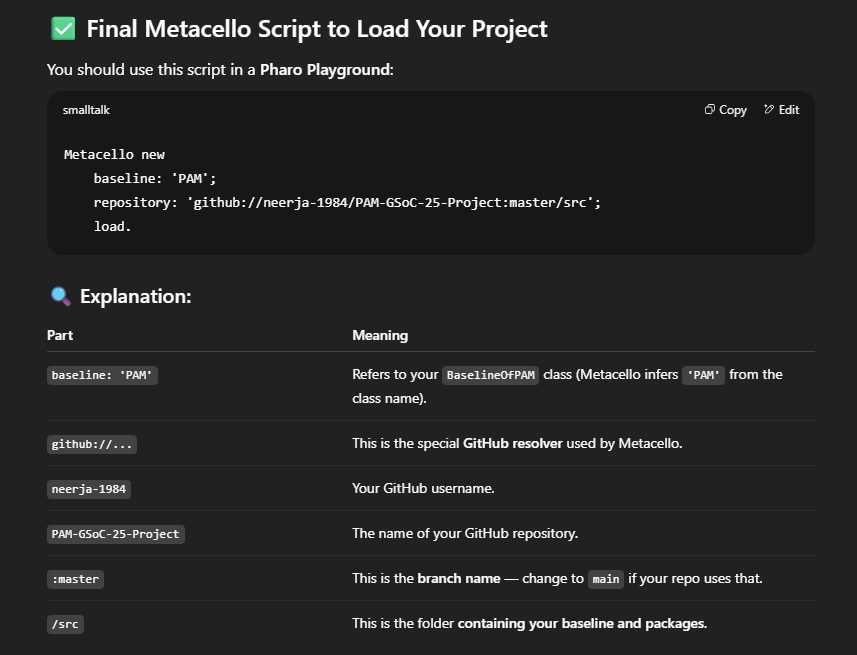 ✅ Final Metacello Script to Load Your Project
You should use this script in a Pharo Playground:
smalltalk Copy Edit
Metacello new
    baseline: 'PAM';
    repository: 'github://neerja-1984/PAM-GSoC-25-Project:master/src';
    load.
🔍 Explanation:
Part Meaning
baseline: 'PAM' Refers to your BaselineOfPAM class (Metacello infers 'PAM' from the
class name).
github://... This is the special GitHub resolver used by Metacello.
neerja-1984 Your GitHub username.
PAM-GSoC-25-Project The name of your GitHub repository.
:master This is the branch name — change to main if your repo uses that.
/src This is the folder containing your baseline and packages.